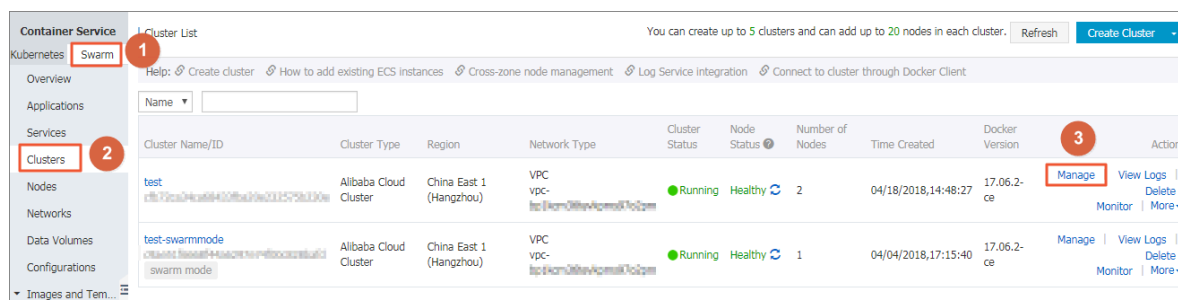 Container Service
Kubernetes Swarm
1
Overview
Applications
Services
Clusters
2
Nodes
Networks
Data Volumes
Configurations
Images and Tem...
Cluster List
You can create up to 5 clusters and can add up to 20 nodes in each cluster. Refresh Create Cluster
Help: Create cluster How to add existing ECS instances Cross-zone node management Log Service integration Connect to cluster through Docker Client
Name
Cluster Name/ID Cluster Type Region Network Type Cluster Status Node Status Number of Nodes Time Created Docker Version Action
3
test Alibaba Cloud Cluster China East 1 (Hangzhou) VPC vpc- Running Healthy 2 04/18/2018,14:48:27 17.06.2-ce Manage View Logs | Delete
Monitor | More
test-swarmmode Alibaba Cloud Cluster China East 1 (Hangzhou) VPC vpc- Running Healthy 1 04/04/2018,17:15:40 17.06.2-ce Manage | View Logs | Delete
swarm mode Monitor | More